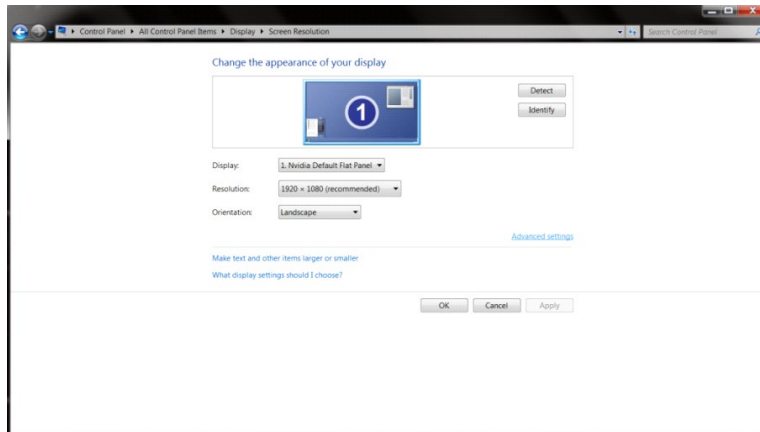 Control Panel ▸ All Control Panel Items ▸ Display ▸ Screen Resolution
Search Control Panel
Change the appearance of your display
1
Detect
Identify
Display: 1. Nvidia Default Flat Panel
Resolution: 1920 × 1080 (recommended)
Orientation: Landscape
Advanced settings
Make text and other items larger or smaller
What display settings should I choose?
OK Cancel Apply